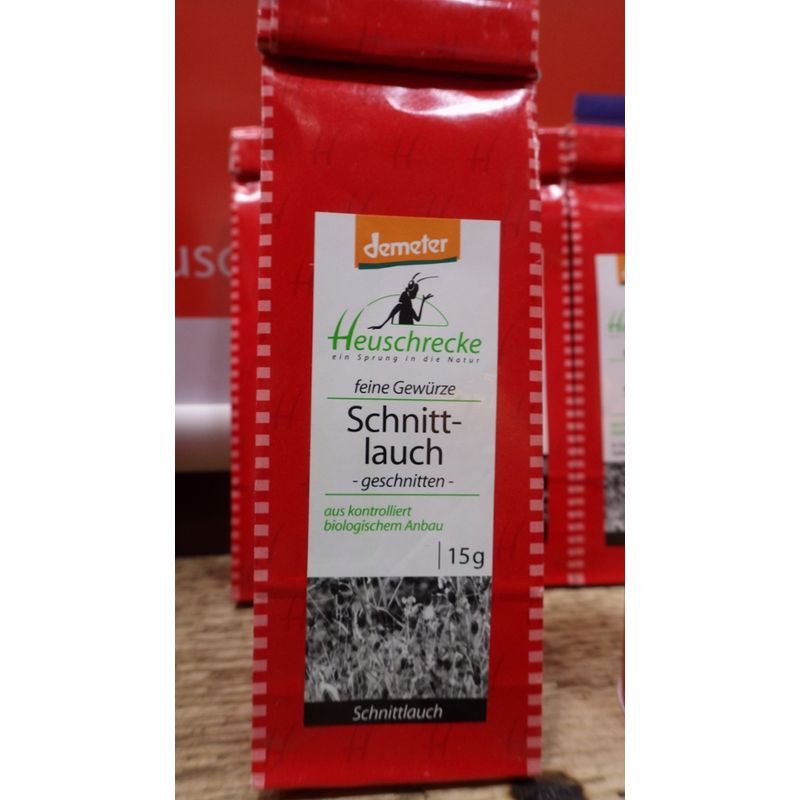 demeter
Heuschrecke
ein Sprung in die Natur
feine Gewürze
Schnitt-
lauch
- geschnitten -
aus kontrolliert
biologischem Anbau
15g
Schnittlauch